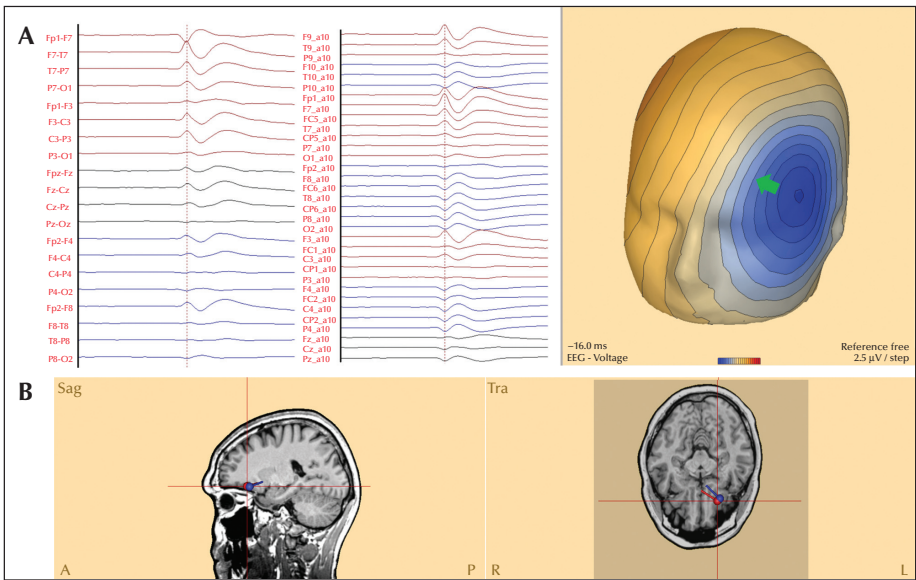 A
Fp1-F7
F7-T7
T7-P7
P7-O1
Fp1-F3
F3-C3
C3-P3
P3-O1
Fpz-Fz
Fz-Cz
Cz-Pz
Pz-Oz
Fp2-F4
F4-C4
C4-P4
P4-O2
Fp2-F8
F8-T8
T8-P8
P8-O2
F9_a10
T9_a10
P9_a10
F10_a10
T10_a10
P10_a10
Fp1_a10
F7_a10
FC5_a10
T7_a10
CP5_a10
P7_a10
O1_a10
Fp2_a10
F8_a10
FC6_a10
T8_a10
CP6_a10
P8_a10
O2_a10
F3_a10
FC1_a10
C3_a10
CP1_a10
P3_a10
F4_a10
FC2_a10
C4_a10
CP2_a10
P4_a10
Fz_a10
Cz_a10
Pz_a10
−16.0 ms
EEG - Voltage
Reference free
2.5 µV / step
B
Sag
A
P
Tra
R
L